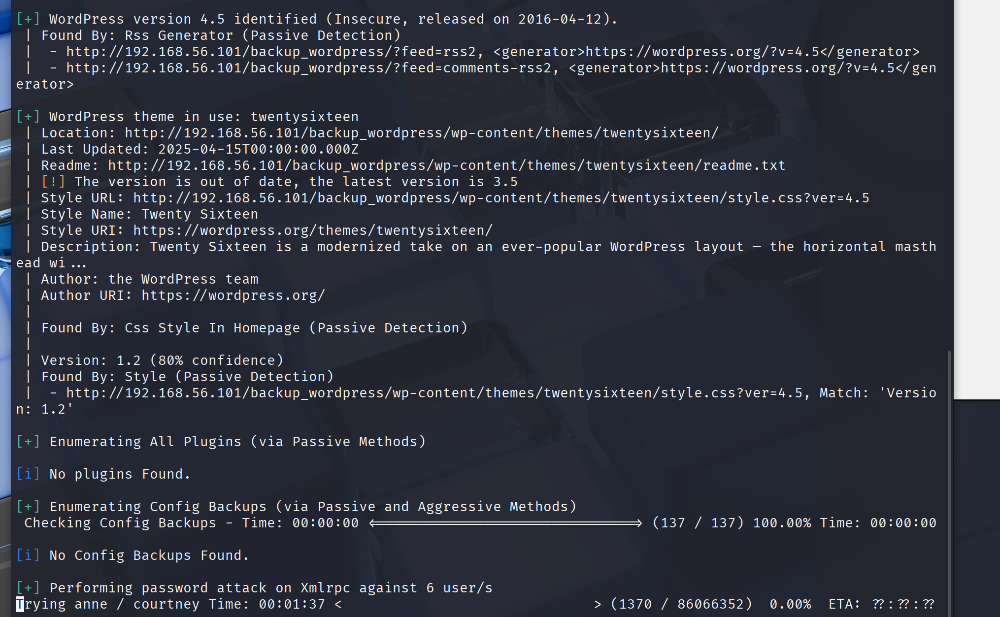 [+] WordPress version 4.5 identified (Insecure, released on 2016-04-12).
 | Found By: Rss Generator (Passive Detection)
 |  - http://192.168.56.101/backup_wordpress/?feed=rss2, <generator>https://wordpress.org/?v=4.5</generator>
 |  - http://192.168.56.101/backup_wordpress/?feed=comments-rss2, <generator>https://wordpress.org/?v=4.5</gen
erator>

[+] WordPress theme in use: twentysixteen
 | Location: http://192.168.56.101/backup_wordpress/wp-content/themes/twentysixteen/
 | Last Updated: 2025-04-15T00:00:00.000Z
 | Readme: http://192.168.56.101/backup_wordpress/wp-content/themes/twentysixteen/readme.txt
 | [!] The version is out of date, the latest version is 3.5
 | Style URL: http://192.168.56.101/backup_wordpress/wp-content/themes/twentysixteen/style.css?ver=4.5
 | Style Name: Twenty Sixteen
 | Style URI: https://wordpress.org/themes/twentysixteen/
 | Description: Twenty Sixteen is a modernized take on an ever-popular WordPress layout — the horizontal masth
ead wi...
 | Author: the WordPress team
 | Author URI: https://wordpress.org/
 |
 | Found By: Css Style In Homepage (Passive Detection)
 |
 | Version: 1.2 (80% confidence)
 | Found By: Style (Passive Detection)
 |  - http://192.168.56.101/backup_wordpress/wp-content/themes/twentysixteen/style.css?ver=4.5, Match: 'Versio
n: 1.2'

[+] Enumerating All Plugins (via Passive Methods)

[i] No plugins Found.

[+] Enumerating Config Backups (via Passive and Aggressive Methods)
 Checking Config Backups - Time: 00:00:00 <================================> (137 / 137) 100.00% Time: 00:00:00

[i] No Config Backups Found.

[+] Performing password attack on Xmlrpc against 6 user/s
Trying anne / courtney Time: 00:01:37 <                              > (1370 / 86066352)  0.00%  ETA: ??:??:??